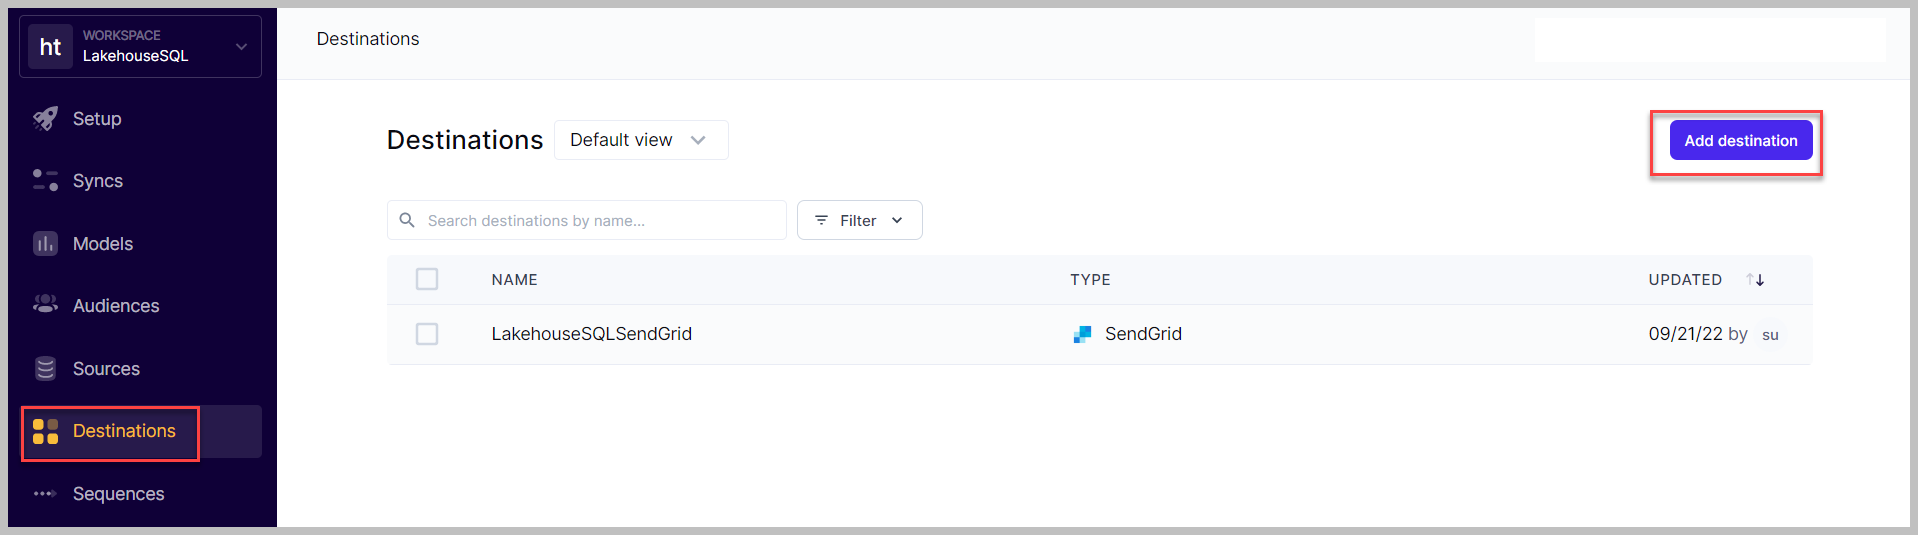 ht
WORKSPACE
LakehouseSQL
Setup
Syncs
Models
Audiences
Sources
Destinations
Sequences
Destinations
Destinations
Default view
Add destination
Search destinations by name...
Filter
NAME TYPE UPDATED
LakehouseSQLSendGrid SendGrid 09/21/22 by su